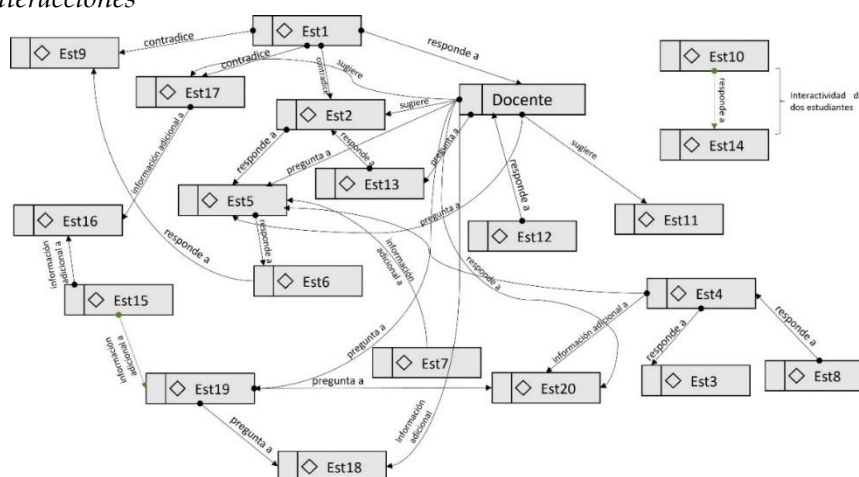 Est1
contradice
responde a
Est9
contradice
Est10
Est17
contradice
sugiere
responde a
Interactividad d
dos estudiantes
Est2
sugiere
Docente
Est14
información adicional a
responde a
responde a
pregunta a
pregunta a
sugiere
responde a
Est13
Est5
pregunta a
Est11
Est16
Est12
responde a
información
adicional a
responde a
información
adicional a
responde a
Est6
Est15
Est4
información adicional a
responde a
responde a
información
adicional a
pregunta a
Est7
Est19
pregunta a
Est20
Est3
Est8
pregunta a
Información
adicional
Est18